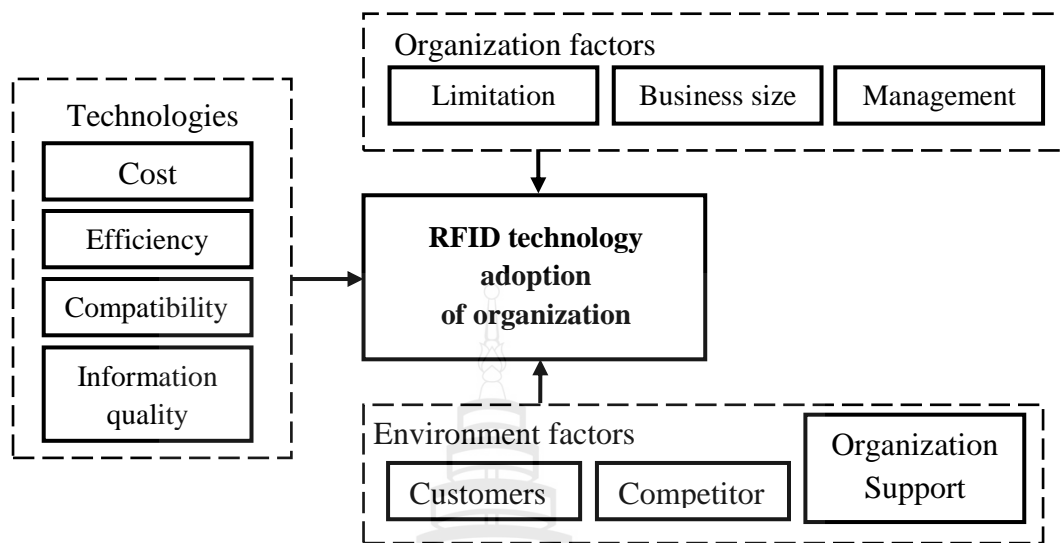 Organization factors
Limitation
Business size
Management
Technologies
Cost
Efficiency
Compatibility
Information
quality
RFID technology
adoption
of organization
Environment factors
Customers
Competitor
Organization
Support